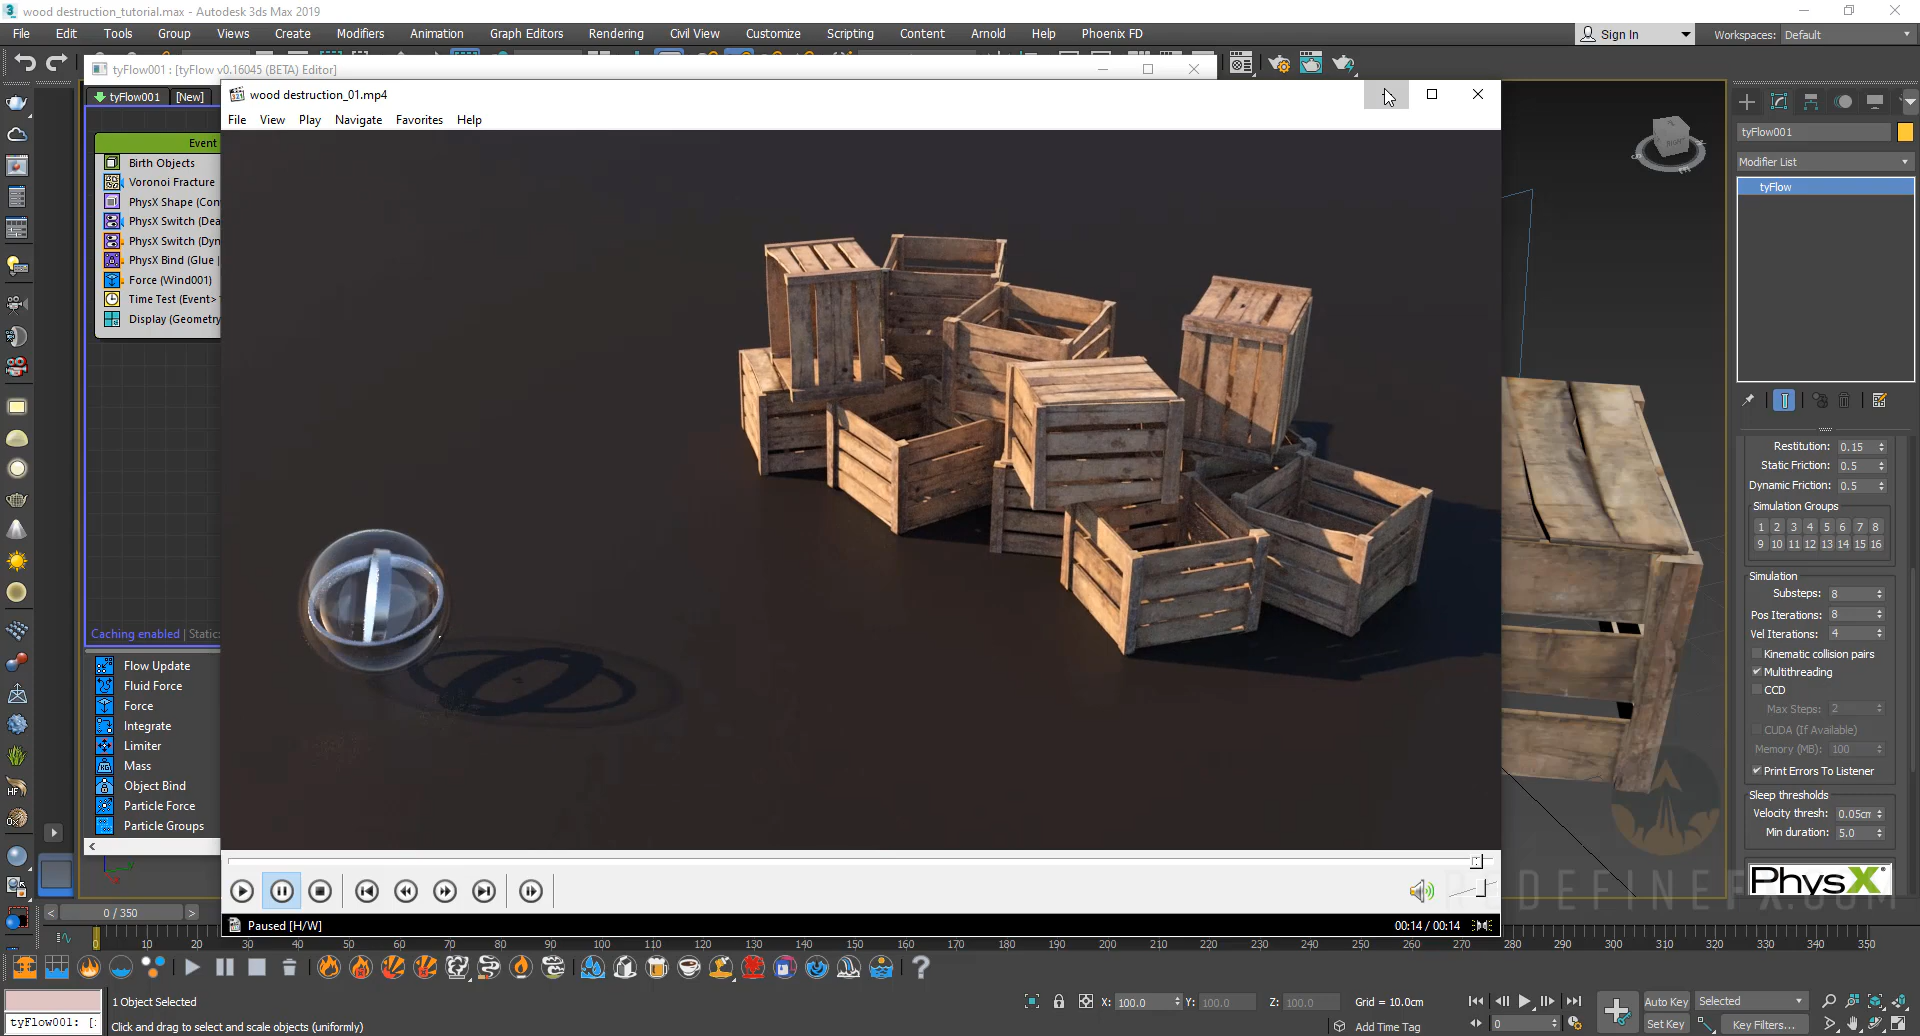 wood destruction_tutorial.max - Autodesk 3ds Max 2019
File Edit Tools Group Views Create Modifiers Animation Graph Editors Rendering Civil View Customize Scripting Content Arnold Help Phoenix FD
Sign In
Workspaces: Default
tyFlow001 : [tyFlow v0.16045 (BETA) Editor]
tyFlow001 [New]
wood destruction_01.mp4
File View Play Navigate Favorites Help
Event
Birth Objects
Voronoi Fracture
PhysX Shape (Con
PhysX Switch (Dea
PhysX Switch (Dyn
PhysX Bind (Glue |
Force (Wind001)
Time Test (Event>
Display (Geometry
Caching enabled | Static:
Flow Update
Fluid Force
Force
Integrate
Limiter
Mass
Object Bind
Particle Force
Particle Groups
tyFlow001
Modifier List
tyFlow
Restitution: 0.15
Static Friction: 0.5
Dynamic Friction: 0.5
Simulation Groups
1 2 3 4 5 6 7 8
9 10 11 12 13 14 15 16
Simulation
Substeps: 8
Pos Iterations: 8
Vel Iterations: 4
Kinematic collision pairs
Multithreading
CCD
Max Steps: 2
CUDA (If Available)
Memory (MB): 100
Print Errors To Listener
Sleep thresholds
Velocity thresh: 0.05cm
Min duration: 5.0
PhysX
REDEFINEFX.COM
Paused [H/W]
00:14 / 00:14
0 / 350
0 10 20 30 40 50 60 70 80 90 100 110 120 130 140 150 160 170 180 190 200 210 220 230 240 250 260 270 280 290 300 310 320 330 340 350
1 Object Selected
X: 100.0 Y: 100.0 Z: 100.0 Grid = 10.0cm
Auto Key Selected
tyFlow001: [
Click and drag to select and scale objects (uniformly)
Add Time Tag
0
Set Key Key Filters...